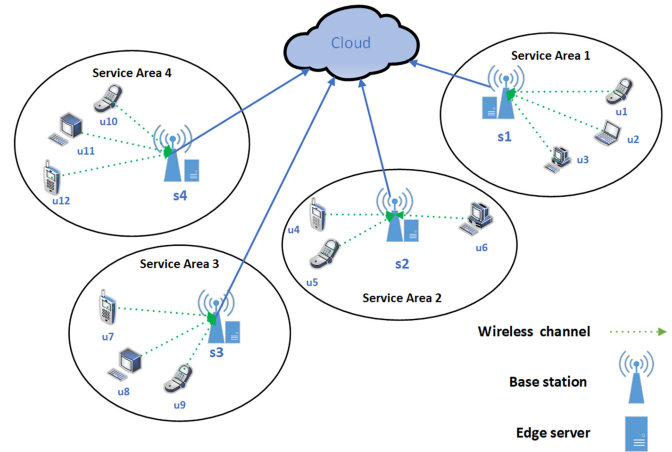 Cloud
Service Area 1
u1
u2
u3
s1
Service Area 4
u10
u11
u12
s4
u4
u5
s2
u6
Service Area 2
Service Area 3
u7
u8
u9
s3
Wireless channel
Base station
Edge server